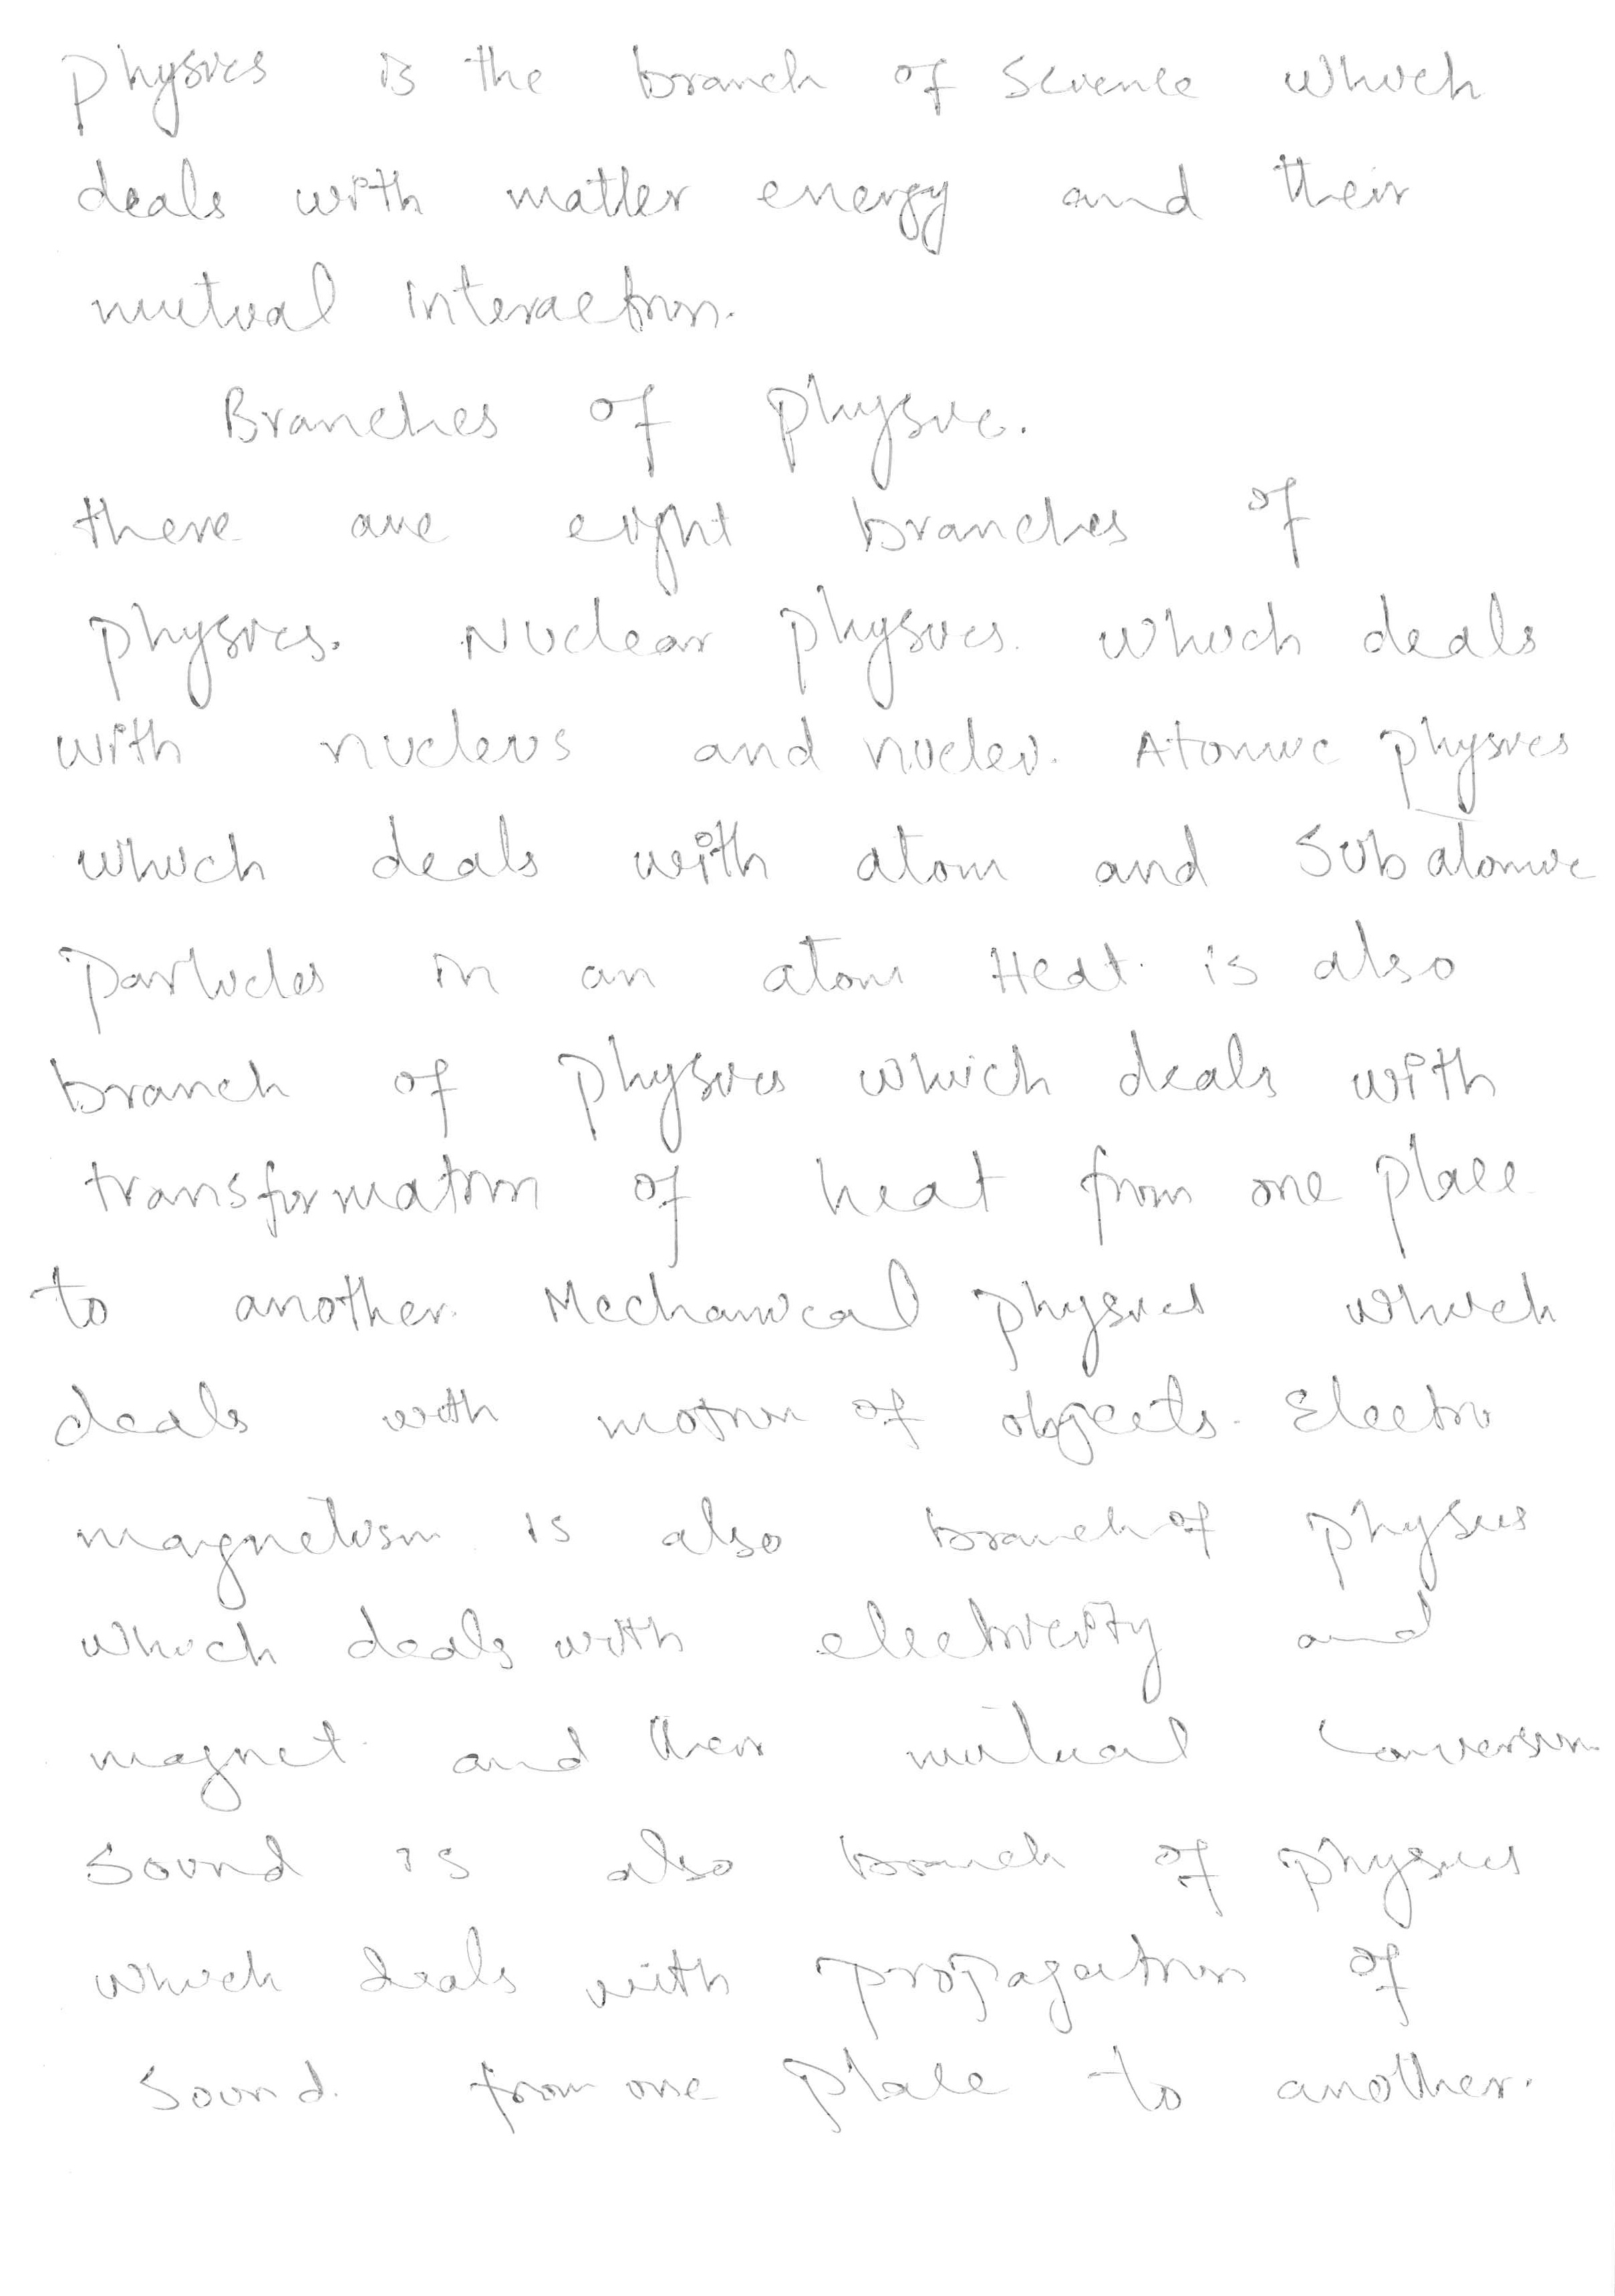 physics is the branch of science which
deals with matter energy and their
mutual interaction.
Branches of physic.
there are eight branches of
physics. Nuclear physics. which deals
with nucleus and nuclei. Atomic physics
which deals with atom and Sub atomic
particles in an atom Heat. is also
branch of physics which deals with
transformation of heat from one place
to another. Mechanical physics which
deals with motion of objects. Electro
magnetism is also branch of physics
which deals with electricity and
magnet. and their mutual conversion
Sound is also branch of physics
which deals with propagation of
Sound. from one place to another.